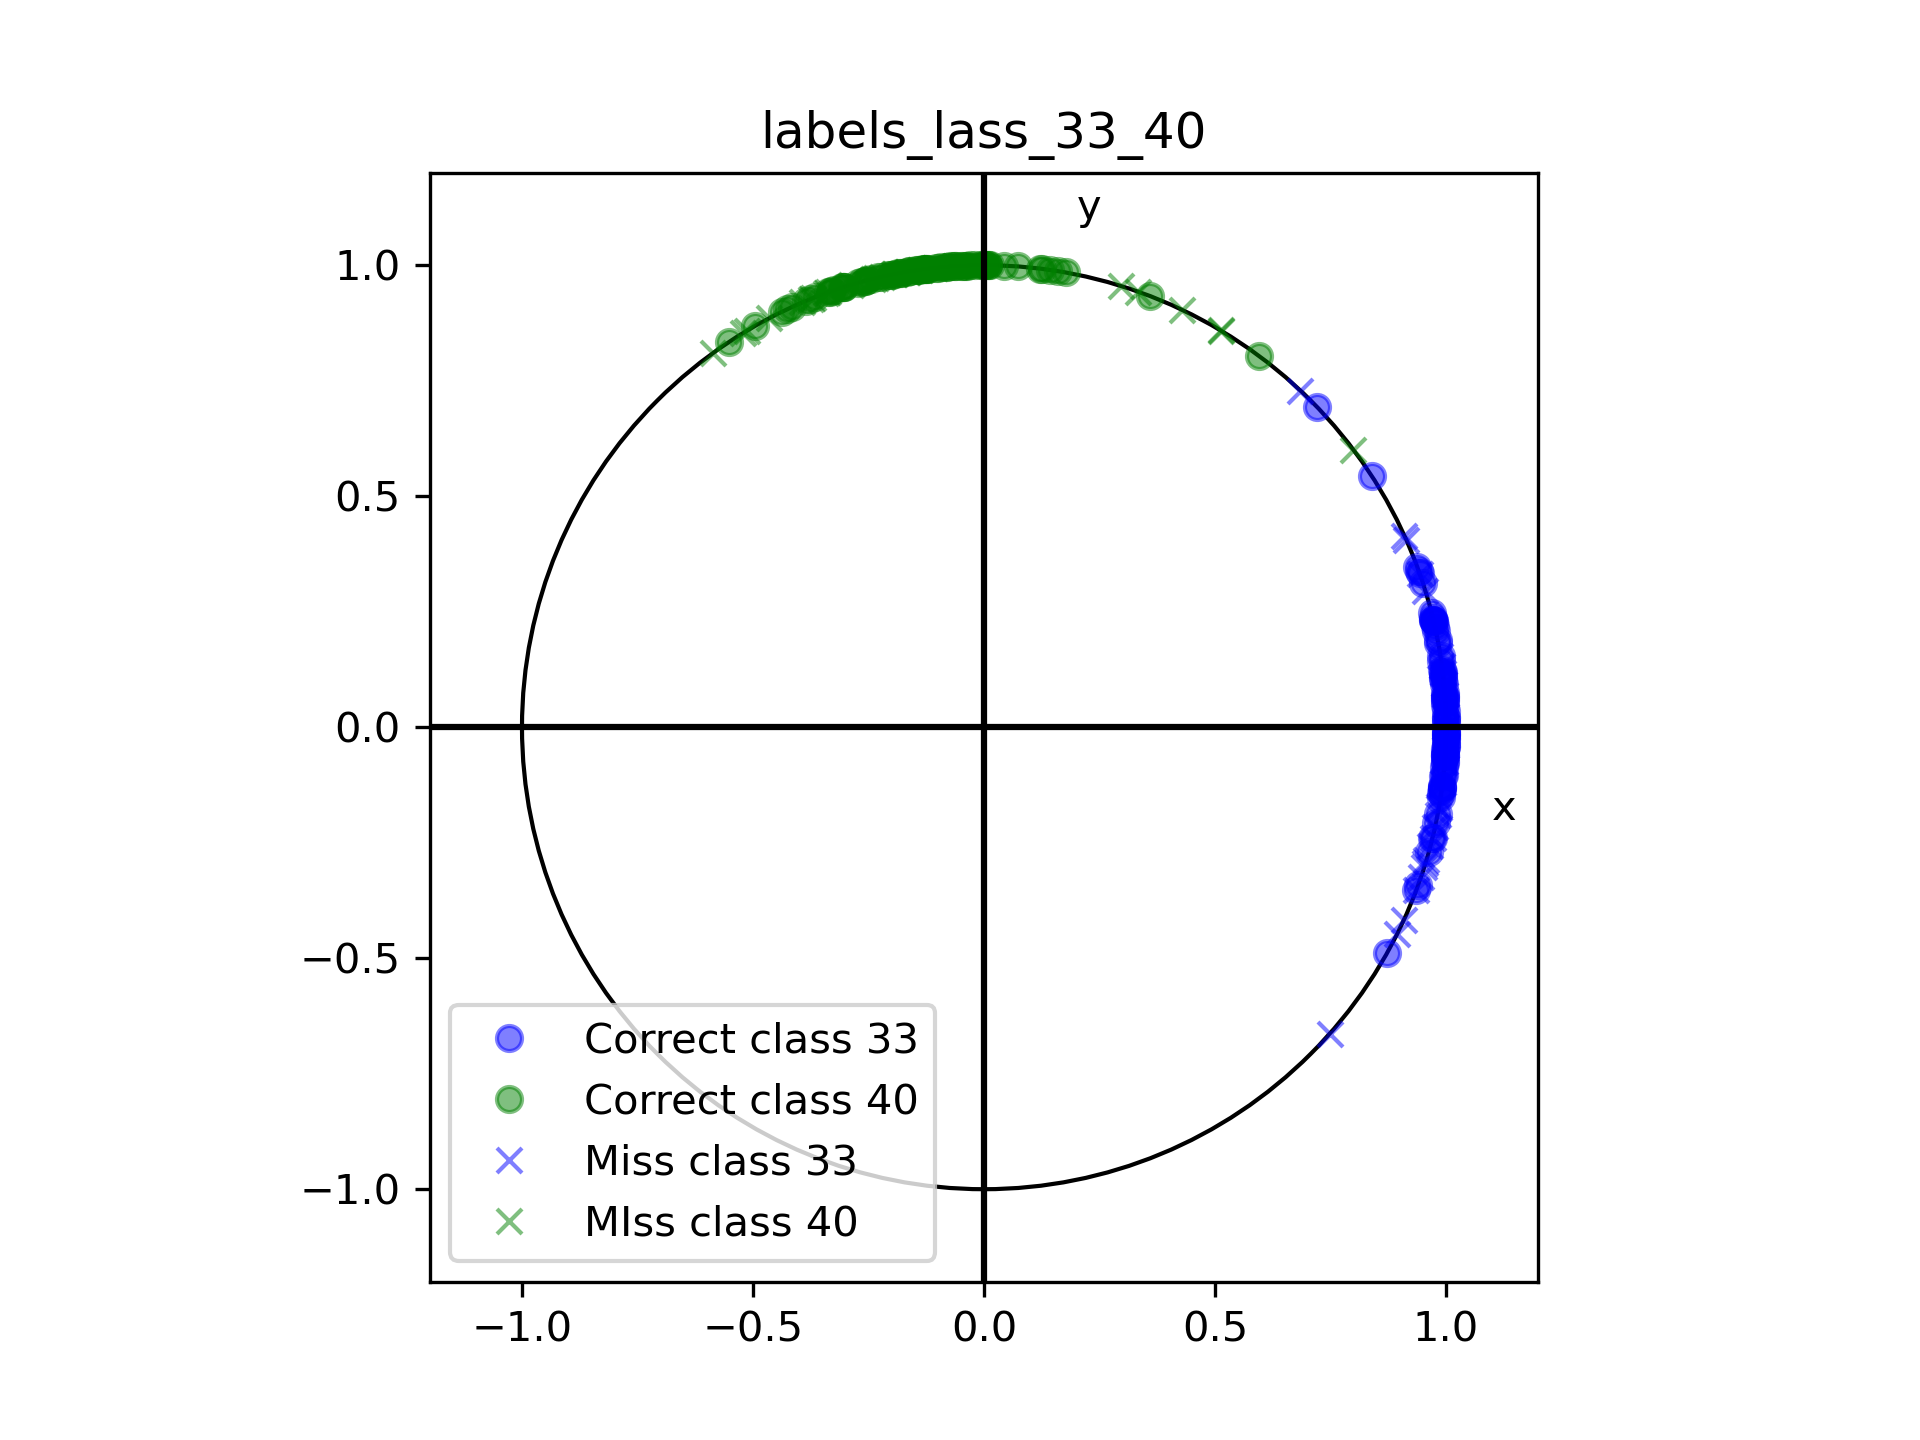 labels_lass_33_40
y
1.0
0.5
0.0
x
−0.5
−1.0
Correct class 33
Correct class 40
Miss class 33
MIss class 40
−1.0 −0.5 0.0 0.5 1.0